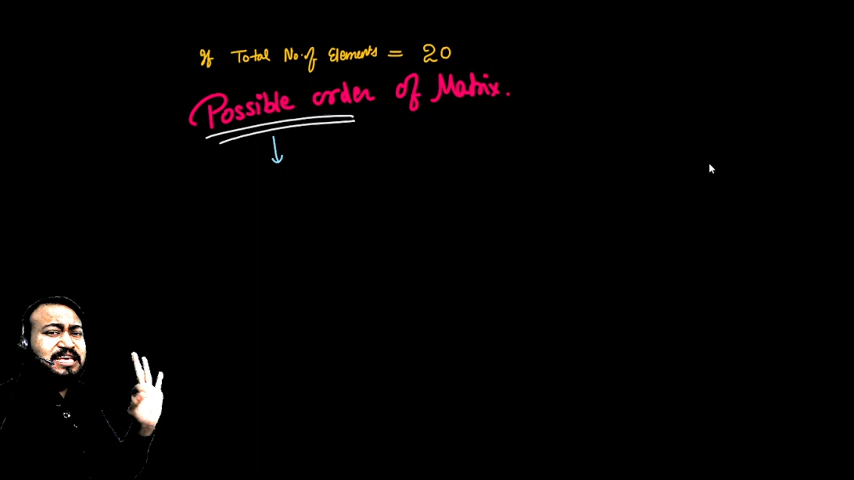 If Total No. of Elements = 20
Possible order of Matrix.